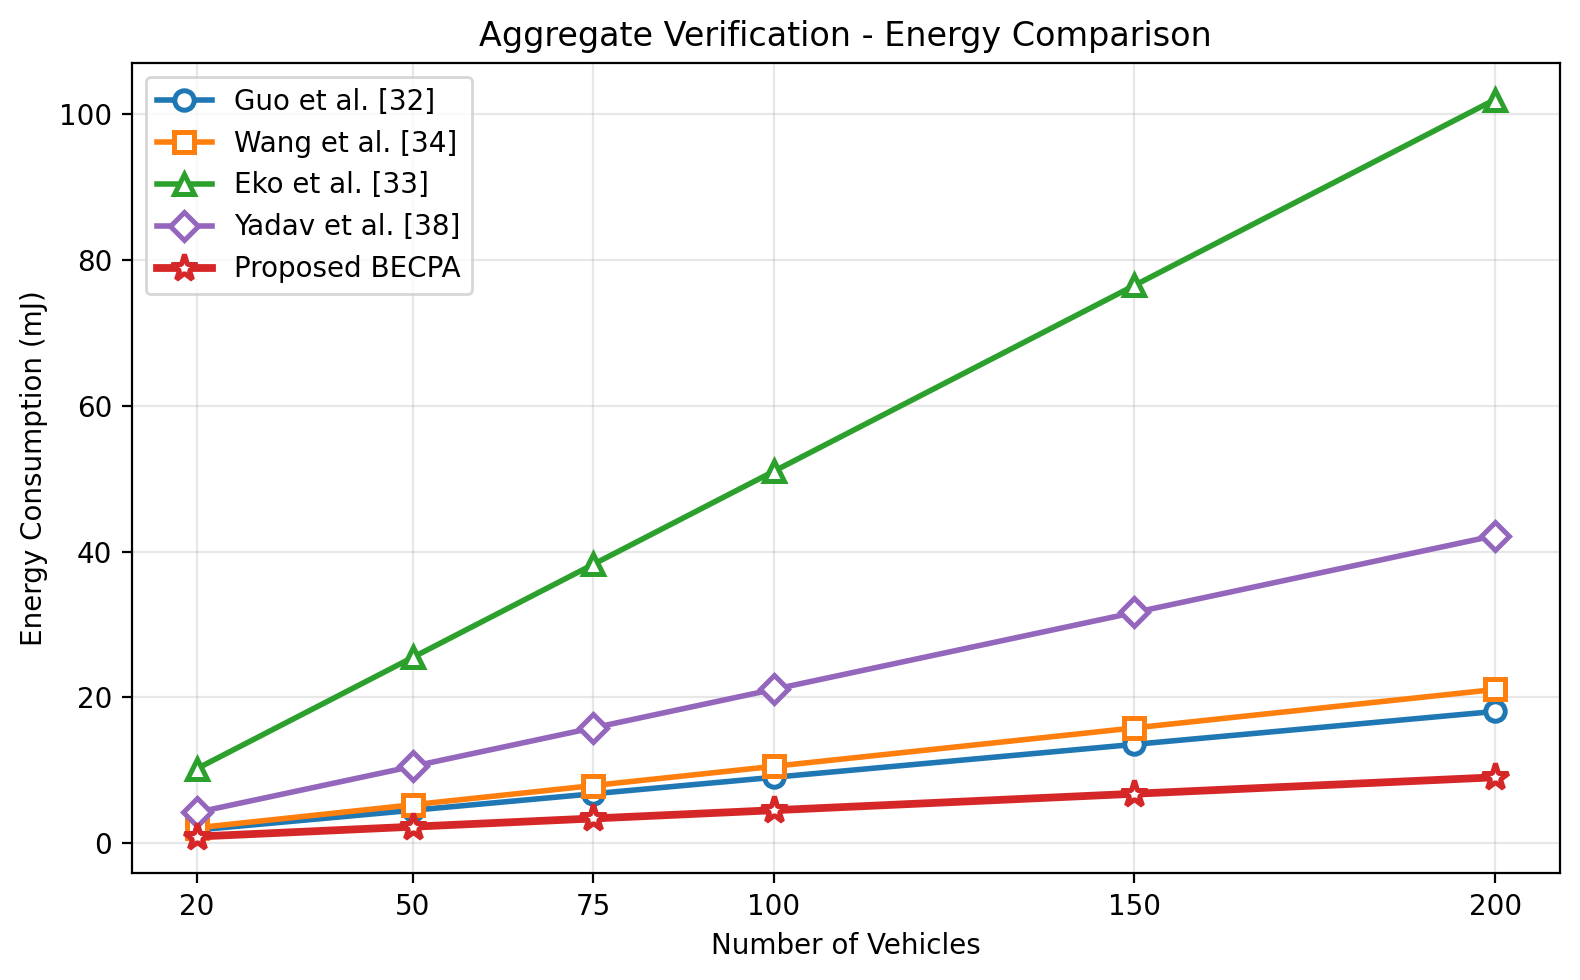 Aggregate Verification - Energy Comparison
Guo et al. [32]
Wang et al. [34]
Eko et al. [33]
Yadav et al. [38]
Proposed BECPA
Energy Consumption (mJ)
100
80
60
40
20
0
20 50 75 100 150 200
Number of Vehicles